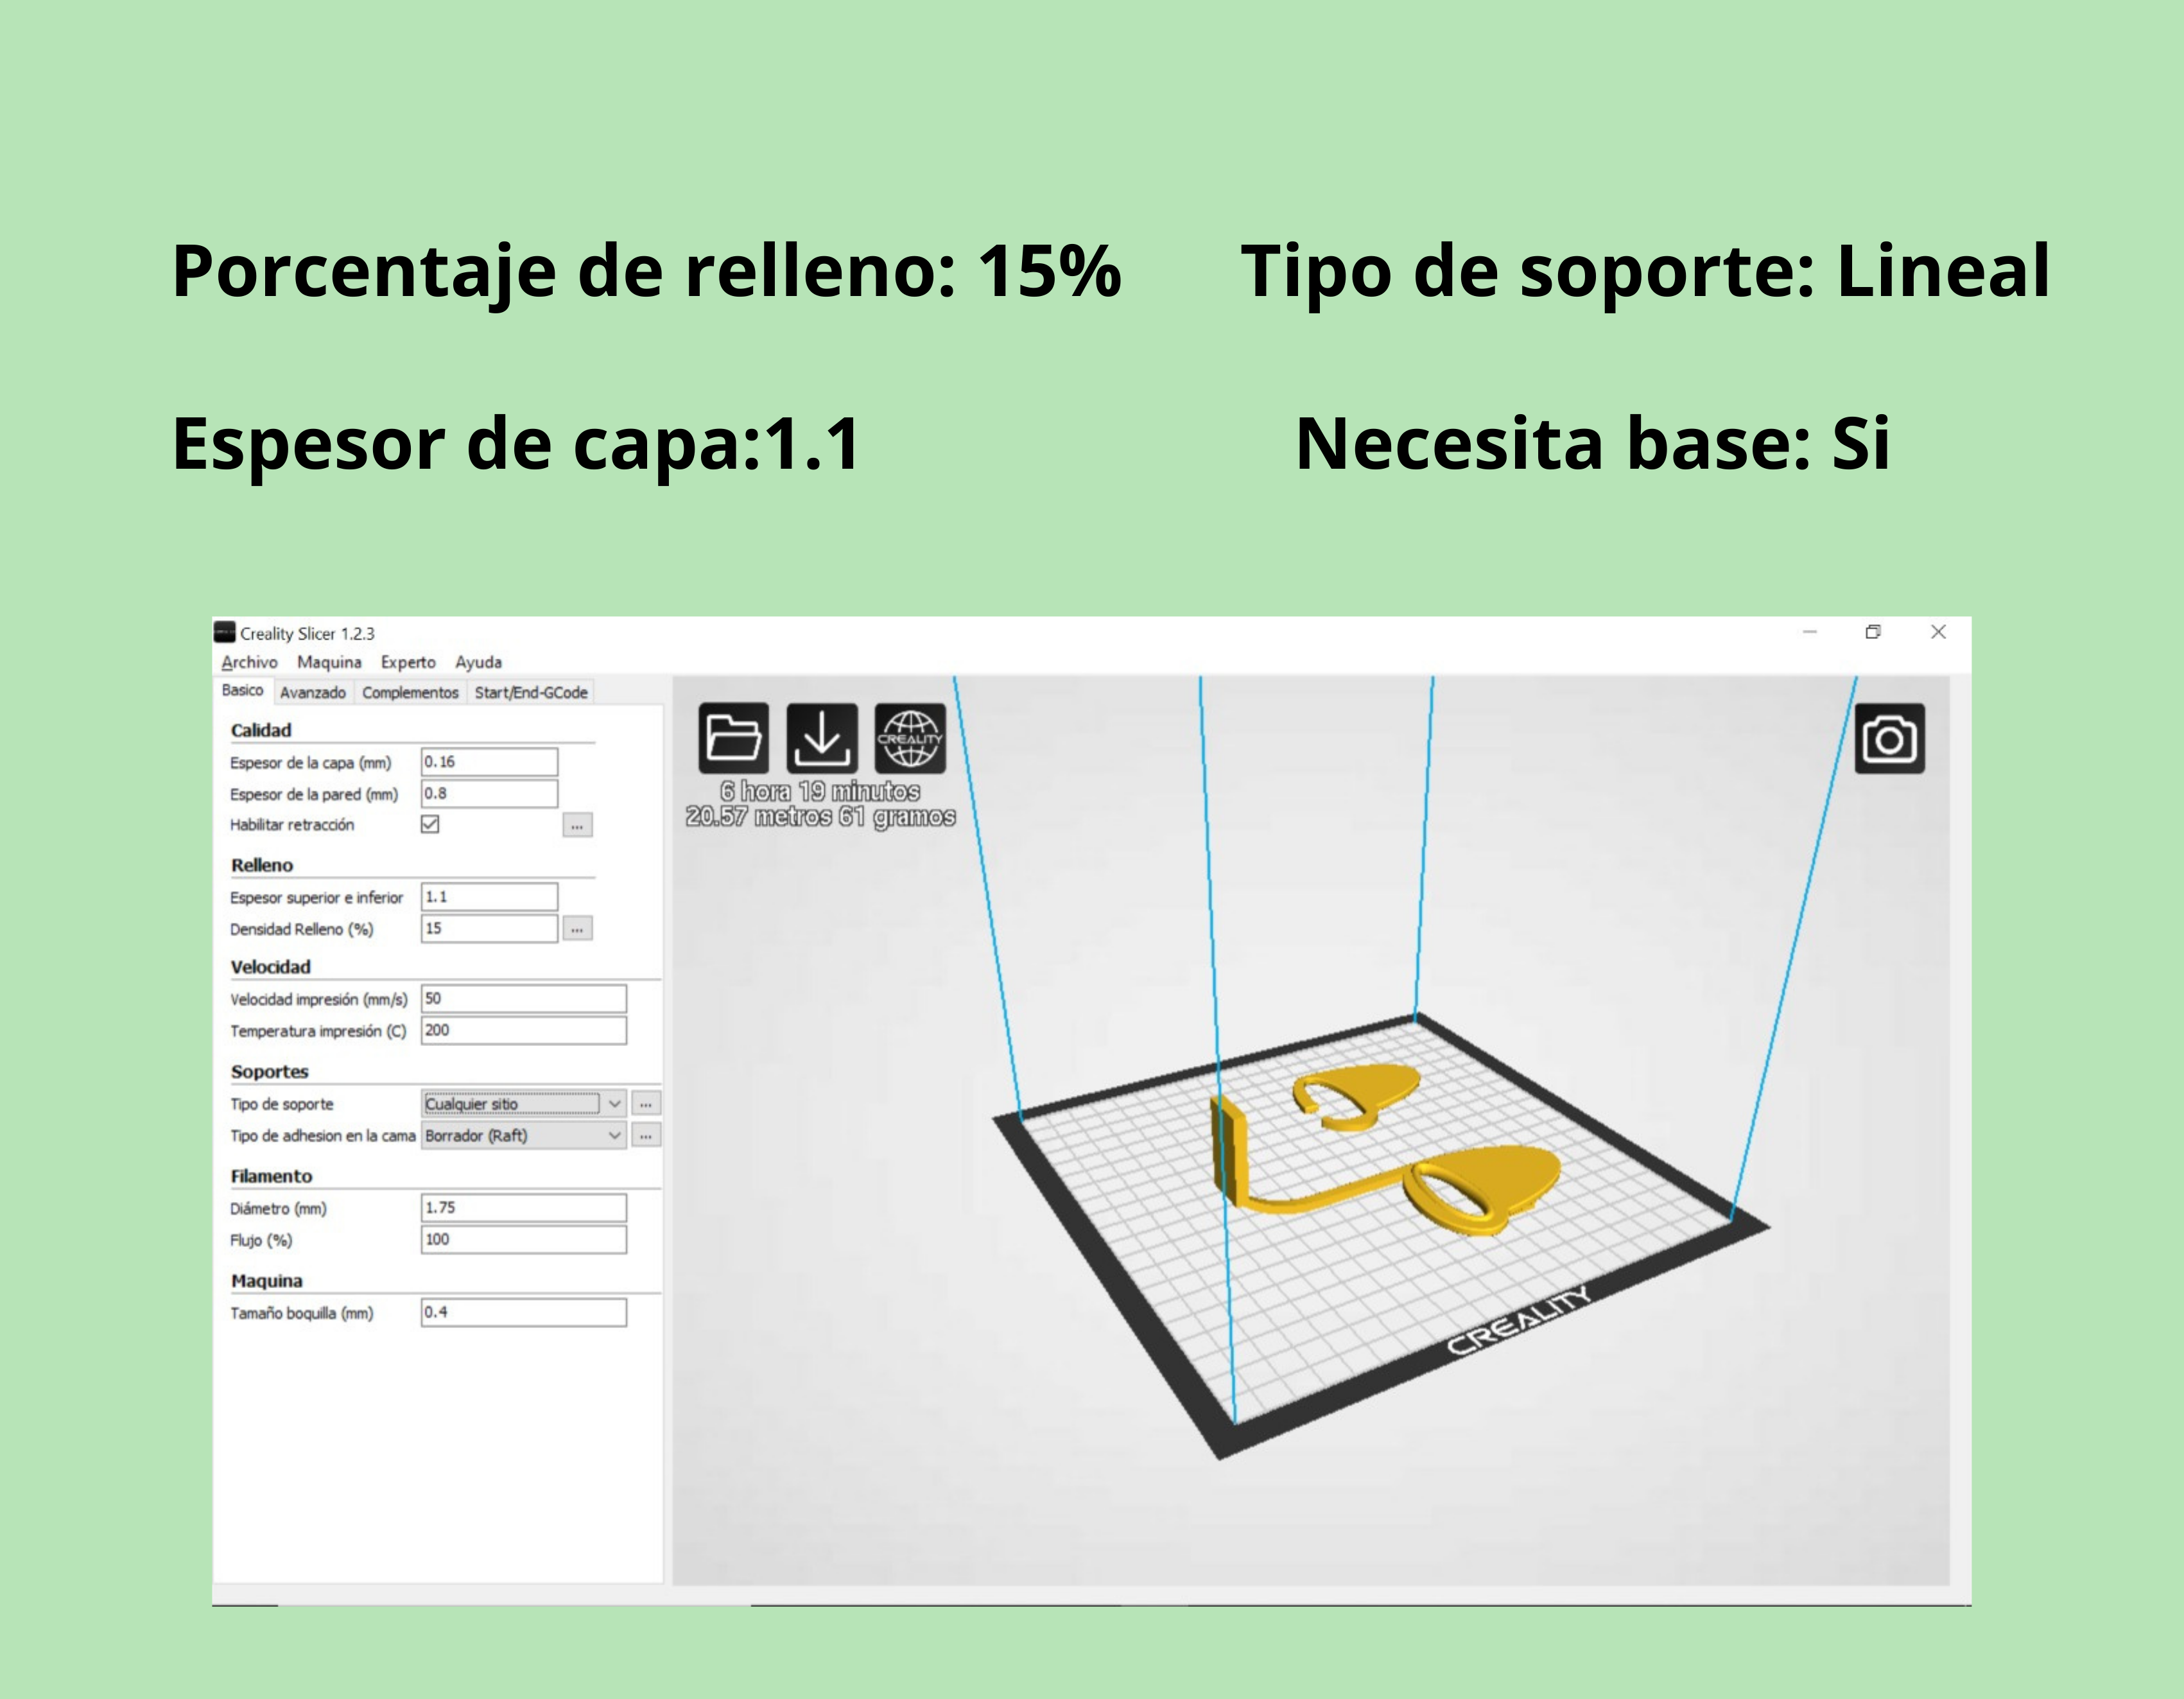 Porcentaje de relleno: 15%
Tipo de soporte: Lineal
Espesor de capa:1.1
Necesita base: Si
Creality Slicer 1.2.3
Archivo Maquina Experto Ayuda
Basico Avanzado Complementos Start/End-GCode
Calidad
Espesor de la capa (mm) 0.16
Espesor de la pared (mm) 0.8
Habilitar retracción ...
Relleno
Espesor superior e inferior 1.1
Densidad Relleno (%) 15 ...
Velocidad
Velocidad impresión (mm/s) 50
Temperatura impresión (C) 200
Soportes
Tipo de soporte Cualquier sitio ...
Tipo de adhesion en la cama Borrador (Raft) ...
Filamento
Diámetro (mm) 1.75
Flujo (%) 100
Maquina
Tamaño boquilla (mm) 0.4
CREALITY
6 hora 19 minutos
20.57 metros 61 gramos
CREALITY